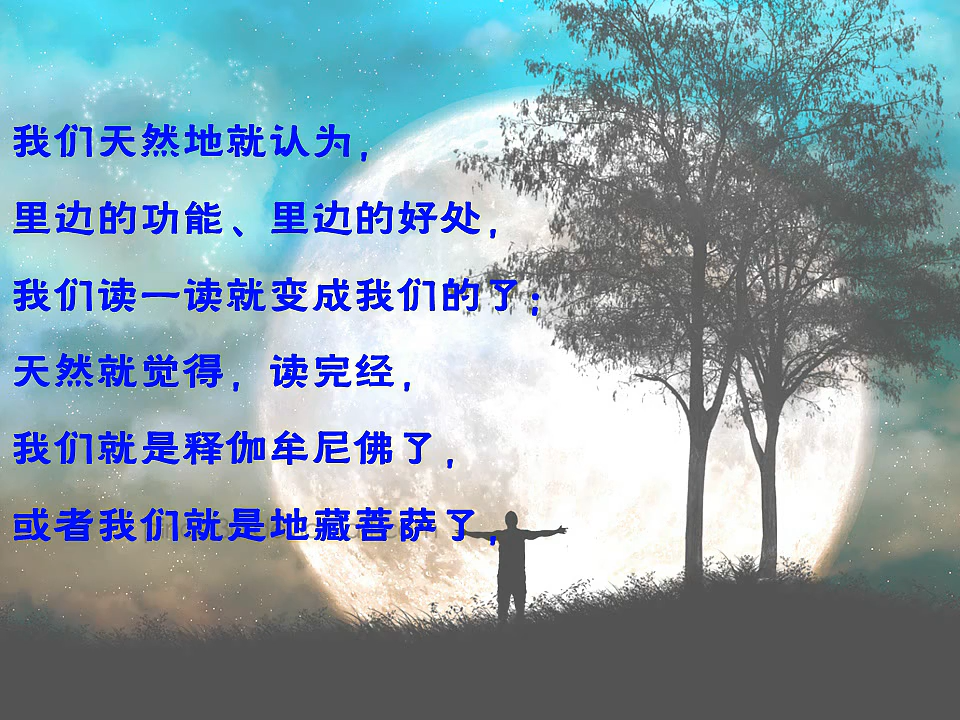 我们天然地就认为，
里边的功能、里边的好处，
我们读一读就变成我们的了；
天然就觉得，读完经，
我们就是释伽牟尼佛了，
或者我们就是地藏菩萨了，